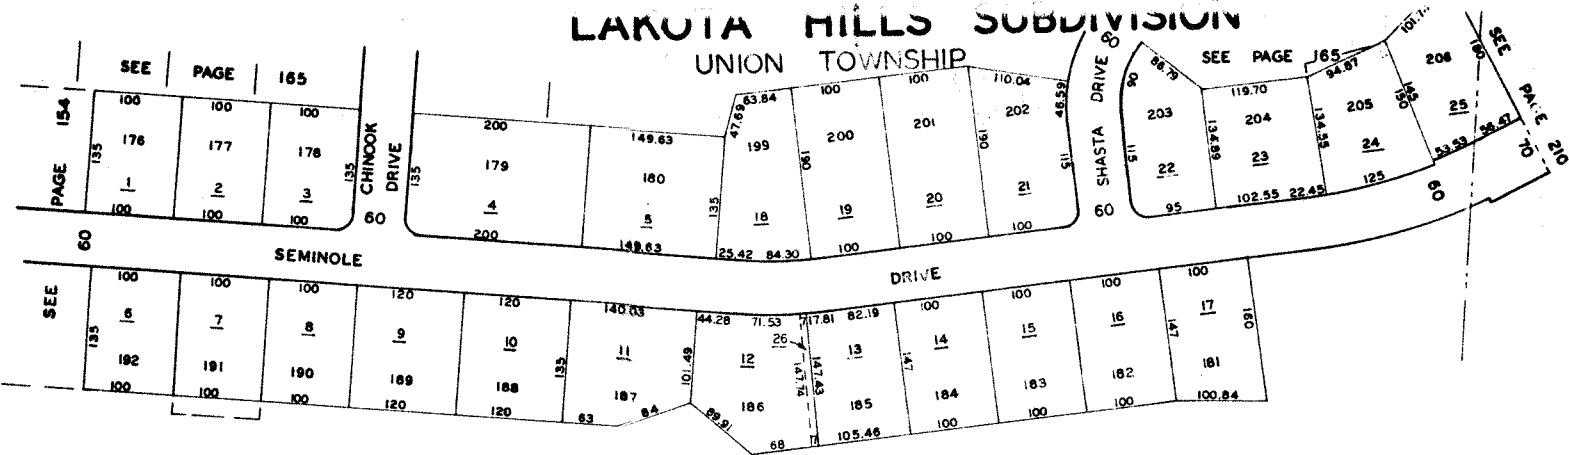 LAKOTA HILLS SUBDIVISION
UNION TOWNSHIP
SEE PAGE 165
SEE PAGE 165
SEE PAGE 210
PAGE 154
SEE
CHINOOK DRIVE
SHASTA DRIVE
SEMINOLE DRIVE
60 60 60 60 60 70
100 176 135 1 100
100 177 2 100
100 178 135 3 100
200 179 135 4 200
149.63 180 135 5 149.63
63.84 47.69 199 18 25.42 84.30
100 200 190 19 100
201 20 100
110.04 202 190 46.59 115 21 100
88.79 90 203 115 22 95
119.70 204 134.89 23 102.55 22.45
94.87 205 134.55 24 125
206 145 150 180 25 53.53 56.47
100 6 135 192 100
100 7 191 100
100 8 190 100
120 9 189 120
120 10 188 120
140.03 11 135 187 63 84
44.28 71.53 12 101.49 186 89.91 68
7 26 147.74 7
17.81 82.19 13 147.43 185 105.46
100 14 147 184 100
100 15 183 100
100 16 182 100
100 17 147 160 181 100.84